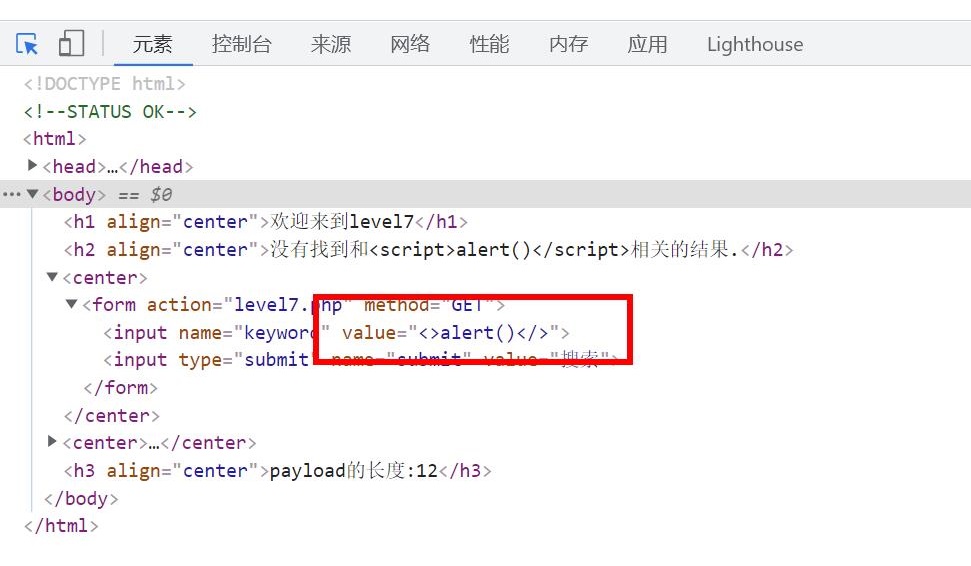 元素 控制台 来源 网络 性能 内存 应用 Lighthouse
<!DOCTYPE html>
<!--STATUS OK-->
<html>
<head>…</head>
<body> == $0
<h1 align="center">欢迎来到level7</h1>
<h2 align="center">没有找到和<script>alert()</script>相关的结果.</h2>
<center>
<form action="level7.php" method="GET">
<input name="keyword" value="<>alert()</>">
<input type="submit" name="submit" value="搜索">
</form>
</center>
<center>…</center>
<h3 align="center">payload的长度:12</h3>
</body>
</html>